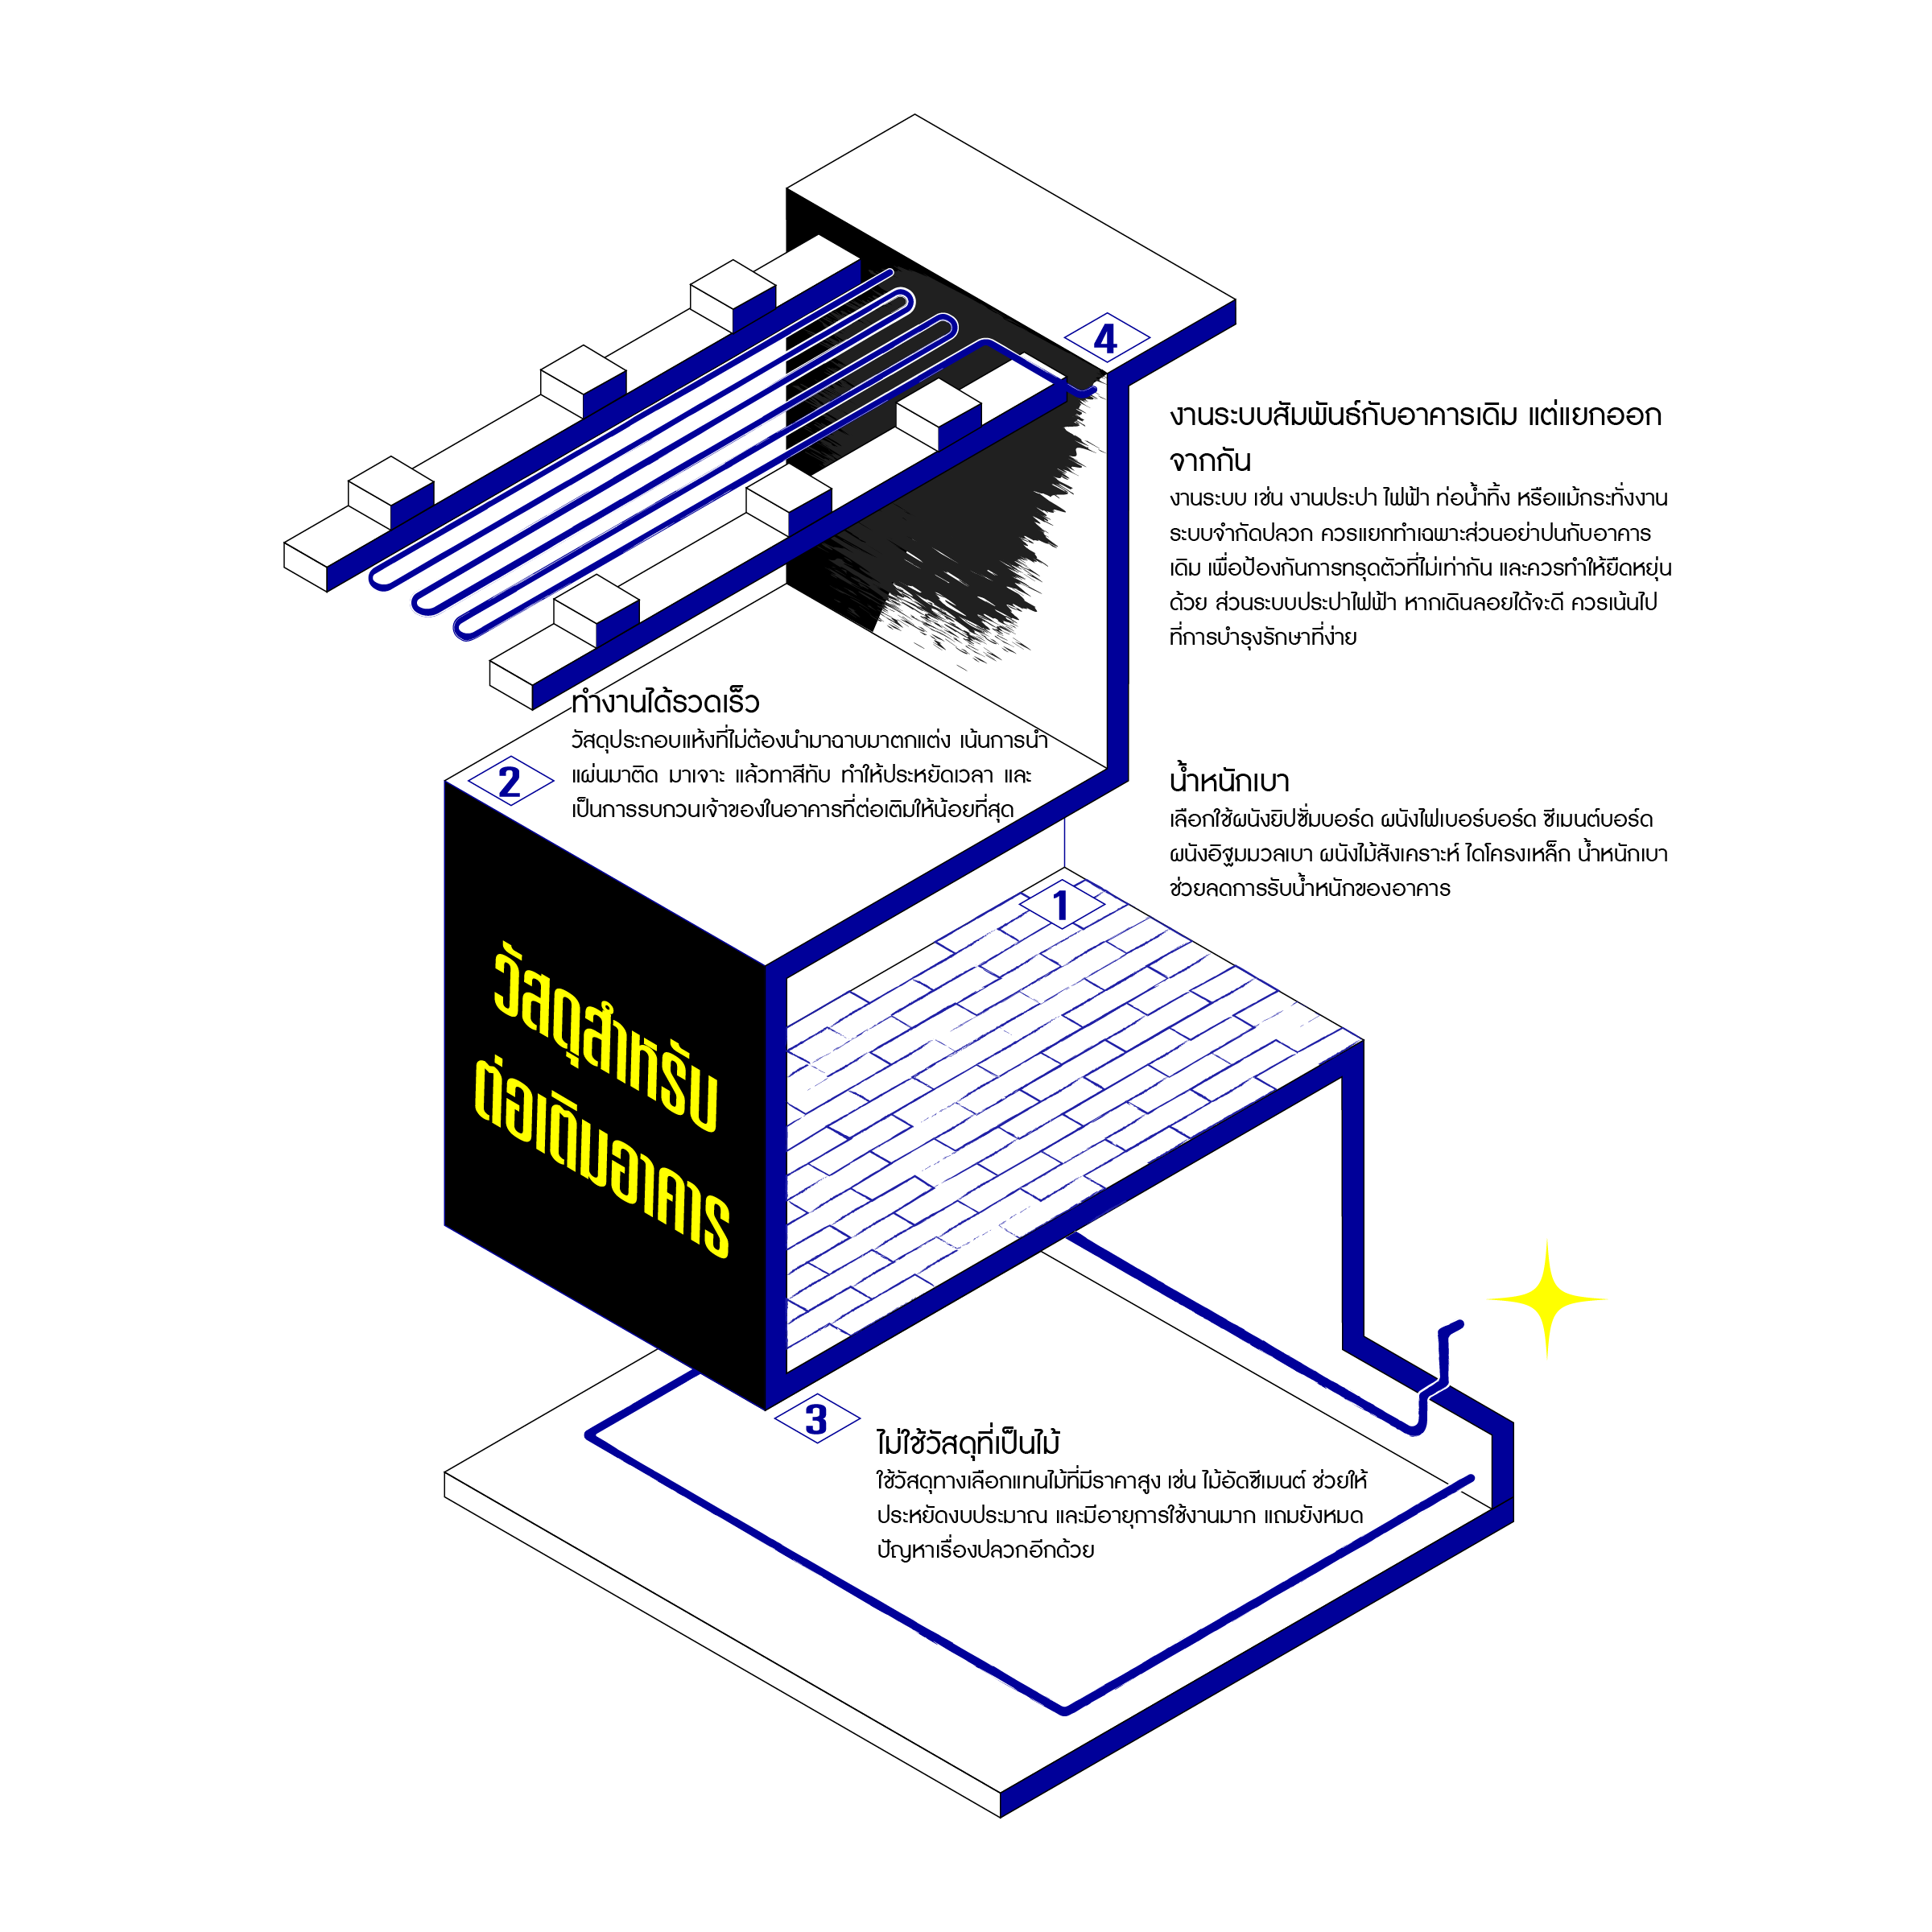 4
งานระบบสัมพันธ์กับอาคารเดิม แต่แยกออก
จากกัน
งานระบบ เช่น งานประปา ไฟฟ้า ท่อน้ำทิ้ง หรือแม้กระทั่งงาน
ระบบจำกัดปลวก ควรแยกทำเฉพาะส่วนอย่าปนกับอาคาร
เดิม เพื่อป้องกันการทรุดตัวที่ไม่เท่ากัน และควรทำให้ยืดหยุ่น
ด้วย ส่วนระบบประปาไฟฟ้า หากเดินลอยได้จะดี ควรเน้นไป
ที่การบำรุงรักษาที่ง่าย
2
ทำงานได้รวดเร็ว
วัสดุประกอบแห้งที่ไม่ต้องนำมาฉาบมาตกแต่ง เน้นการนำ
แผ่นมาติด มาเจาะ แล้วทาสีทับ ทำให้ประหยัดเวลา และ
เป็นการรบกวนเจ้าของในอาคารที่ต่อเติมให้น้อยที่สุด
1
น้ำหนักเบา
เลือกใช้ผนังยิปซั่มบอร์ด ผนังไฟเบอร์บอร์ด ซีเมนต์บอร์ด
ผนังอิฐมมวลเบา ผนังไม้สังเคราะห์ ไดโครงเหล็ก น้ำหนักเบา
ช่วยลดการรับน้ำหนักของอาคาร
วัสดุสำหรับ
ต่อเติมอาคาร
3
ไม่ใช้วัสดุที่เป็นไม้
ใช้วัสดุทางเลือกแทนไม้ที่มีราคาสูง เช่น ไม้อัดซีเมนต์ ช่วยให้
ประหยัดงบประมาณ และมีอายุการใช้งานมาก แถมยังหมด
ปัญหาเรื่องปลวกอีกด้วย